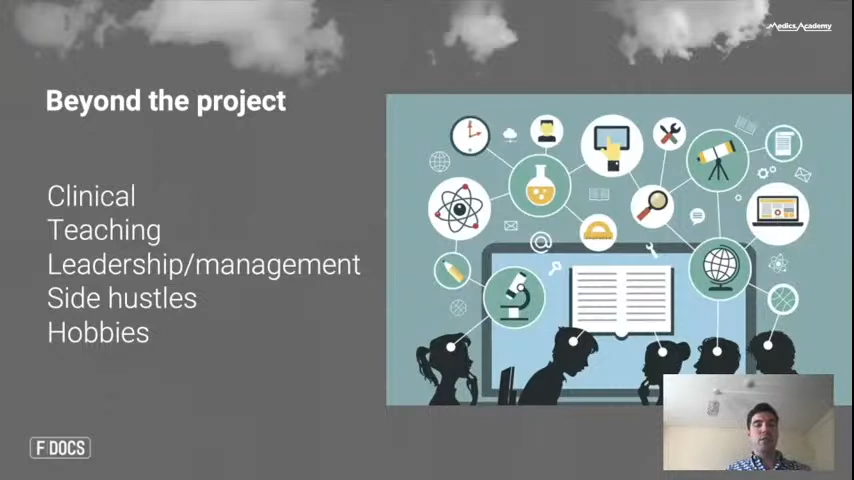 Medics.Academy
Beyond the project
Clinical
Teaching
Leadership/management
Side hustles
Hobbies
@
F DOCS